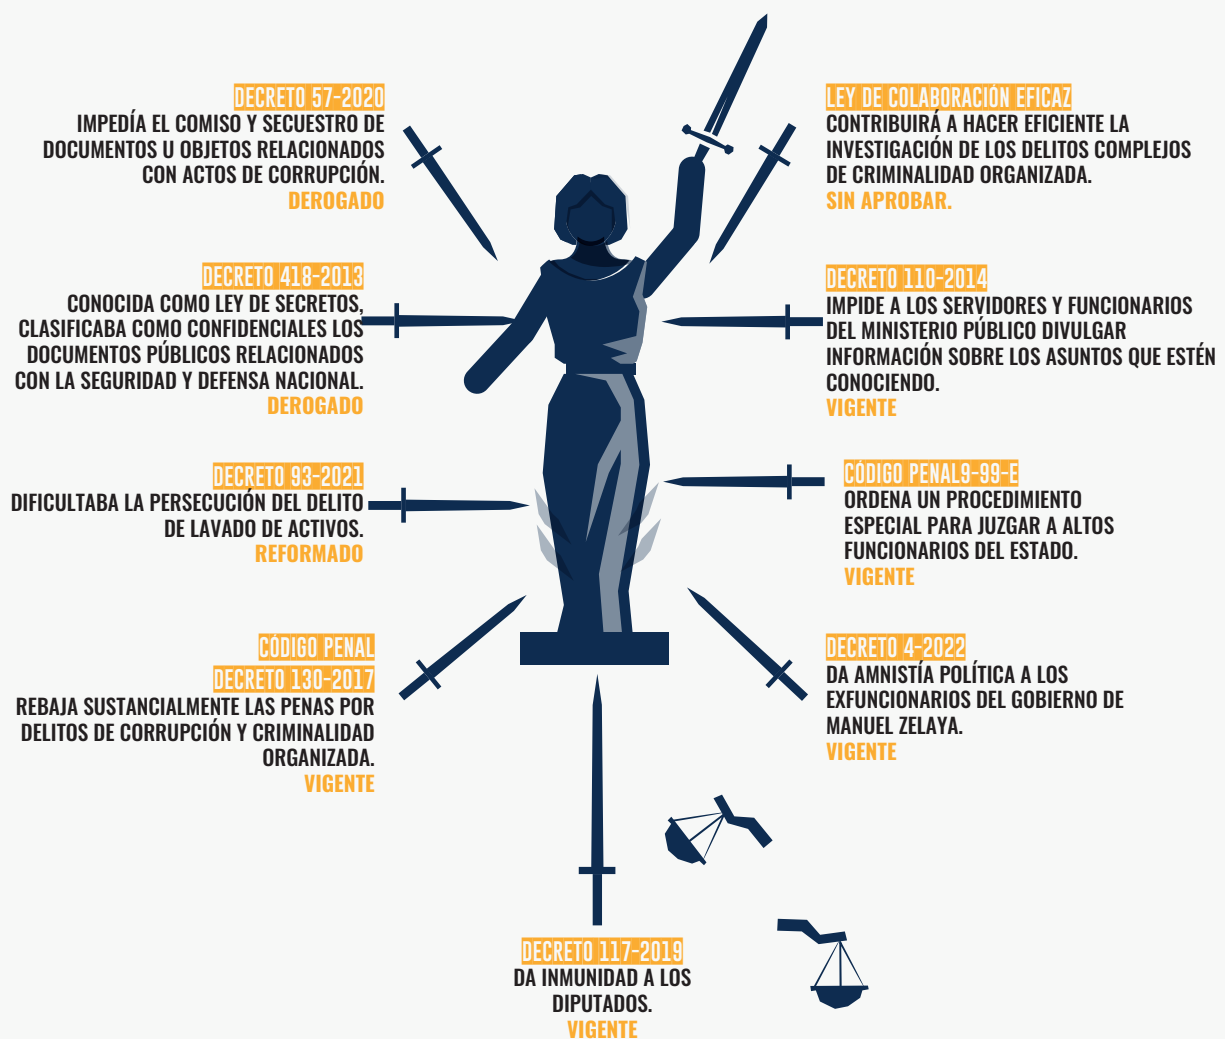 DECRETO 57-2020
IMPEDÍA EL COMISO Y SECUESTRO DE
DOCUMENTOS U OBJETOS RELACIONADOS
CON ACTOS DE CORRUPCIÓN.
DEROGADO
DECRETO 418-2013
CONOCIDA COMO LEY DE SECRETOS,
CLASIFICABA COMO CONFIDENCIALES LOS
DOCUMENTOS PÚBLICOS RELACIONADOS
CON LA SEGURIDAD Y DEFENSA NACIONAL.
DEROGADO
DECRETO 93-2021
DIFICULTABA LA PERSECUCIÓN DEL DELITO
DE LAVADO DE ACTIVOS.
REFORMADO
CÓDIGO PENAL
DECRETO 130-2017
REBAJA SUSTANCIALMENTE LAS PENAS POR
DELITOS DE CORRUPCIÓN Y CRIMINALIDAD
ORGANIZADA.
VIGENTE
LEY DE COLABORACIÓN EFICAZ
CONTRIBUIRÁ A HACER EFICIENTE LA
INVESTIGACIÓN DE LOS DELITOS COMPLEJOS
DE CRIMINALIDAD ORGANIZADA.
SIN APROBAR.
DECRETO 110-2014
IMPIDE A LOS SERVIDORES Y FUNCIONARIOS
DEL MINISTERIO PÚBLICO DIVULGAR
INFORMACIÓN SOBRE LOS ASUNTOS QUE ESTÉN
CONOCIENDO.
VIGENTE
CÓDIGO PENAL9-99-E
ORDENA UN PROCEDIMIENTO
ESPECIAL PARA JUZGAR A ALTOS
FUNCIONARIOS DEL ESTADO.
VIGENTE
DECRETO 4-2022
DA AMNISTÍA POLÍTICA A LOS
EXFUNCIONARIOS DEL GOBIERNO DE
MANUEL ZELAYA.
VIGENTE
DECRETO 117-2019
DA INMUNIDAD A LOS
DIPUTADOS.
VIGENTE